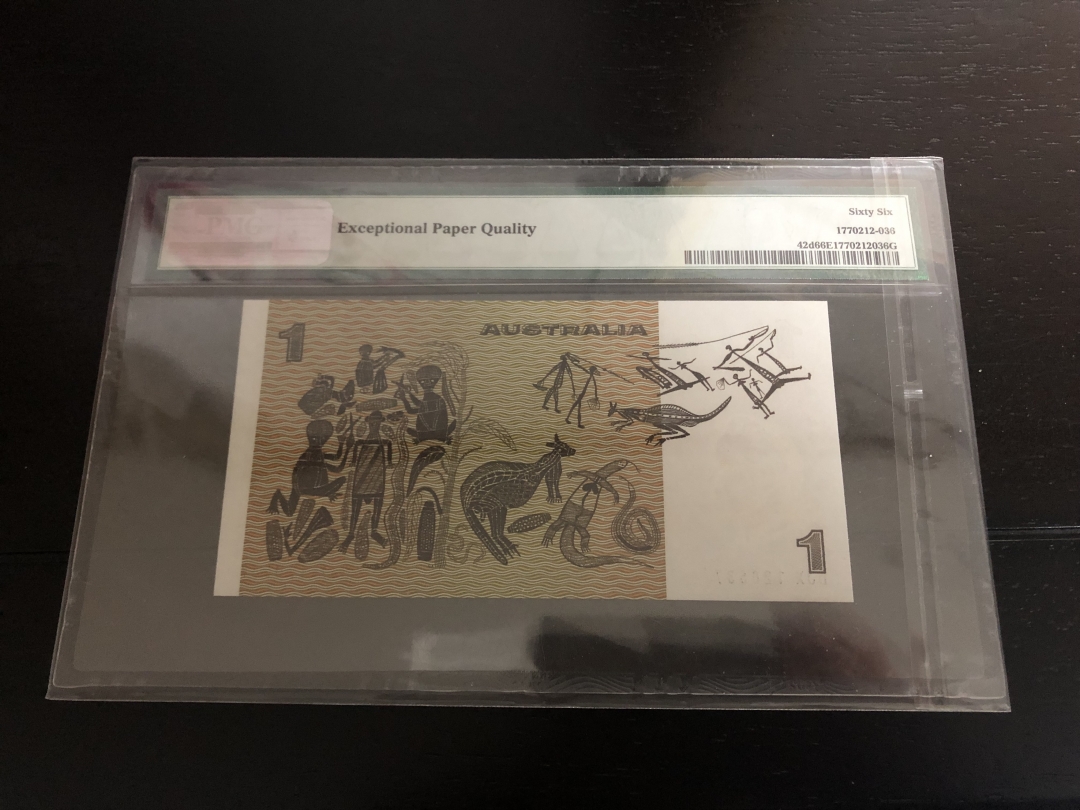 Exceptional Paper Quality
Sixty Six
1770212-036
42d66E1770212036G
1
AUSTRALIA
1